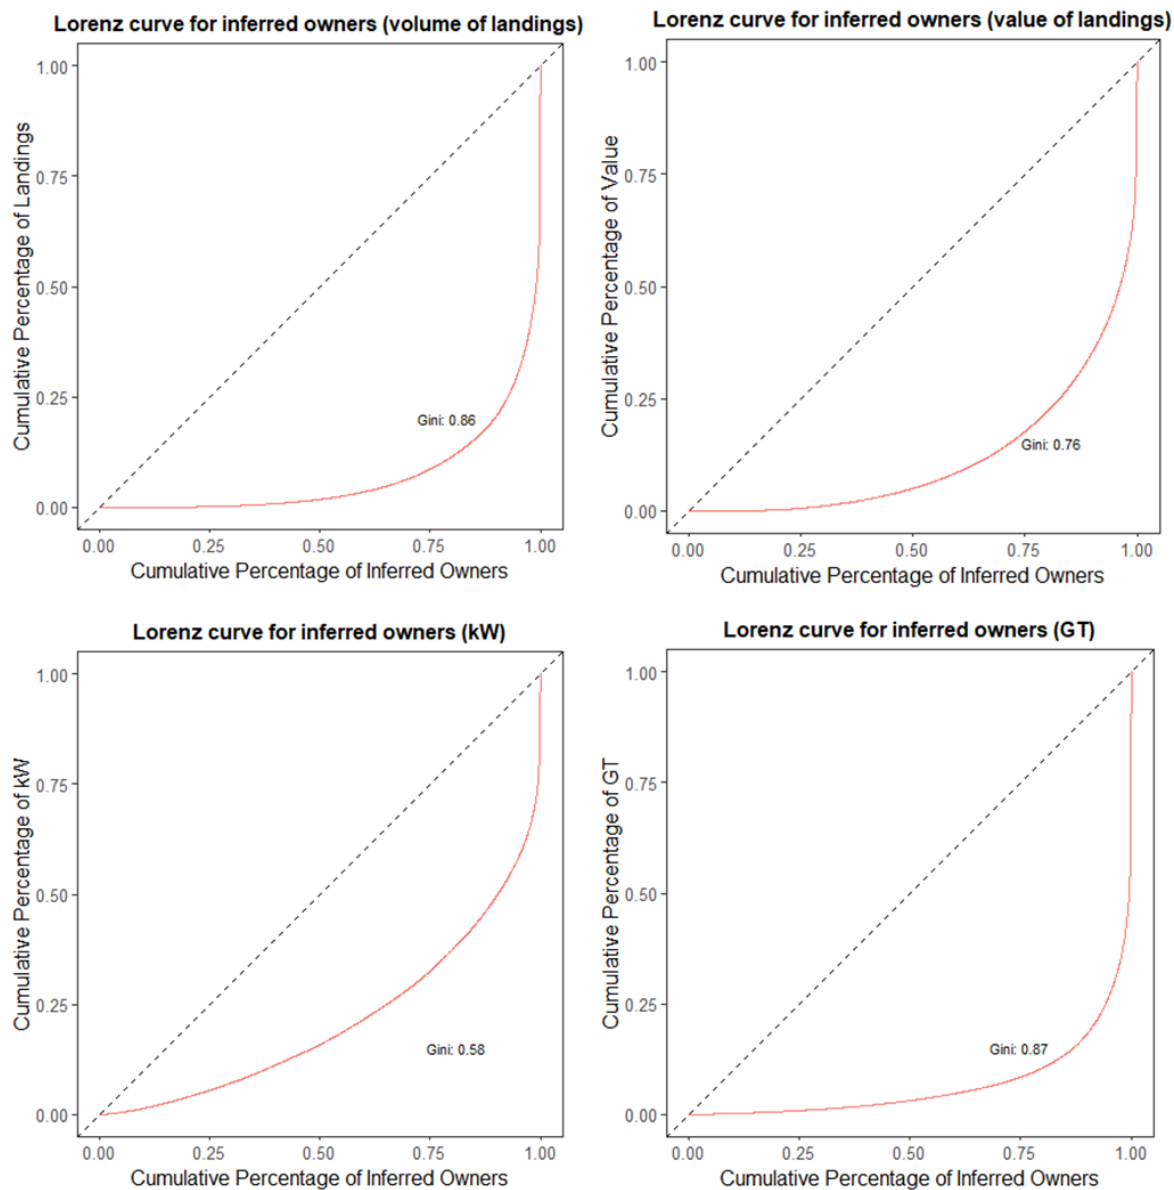 Lorenz curve for inferred owners (volume of landings)
1.00
0.75
0.50
0.25
0.00
Cumulative Percentage of Landings
Gini: 0.86
0.00 0.25 0.50 0.75 1.00
Cumulative Percentage of Inferred Owners
Lorenz curve for inferred owners (value of landings)
1.00
0.75
0.50
0.25
0.00
Cumulative Percentage of Value
Gini: 0.76
0.00 0.25 0.50 0.75 1.00
Cumulative Percentage of Inferred Owners
Lorenz curve for inferred owners (kW)
1.00
0.75
0.50
0.25
0.00
Cumulative Percentage of kW
Gini: 0.58
0.00 0.25 0.50 0.75 1.00
Cumulative Percentage of Inferred Owners
Lorenz curve for inferred owners (GT)
1.00
0.75
0.50
0.25
0.00
Cumulative Percentage of GT
Gini: 0.87
0.00 0.25 0.50 0.75 1.00
Cumulative Percentage of Inferred Owners